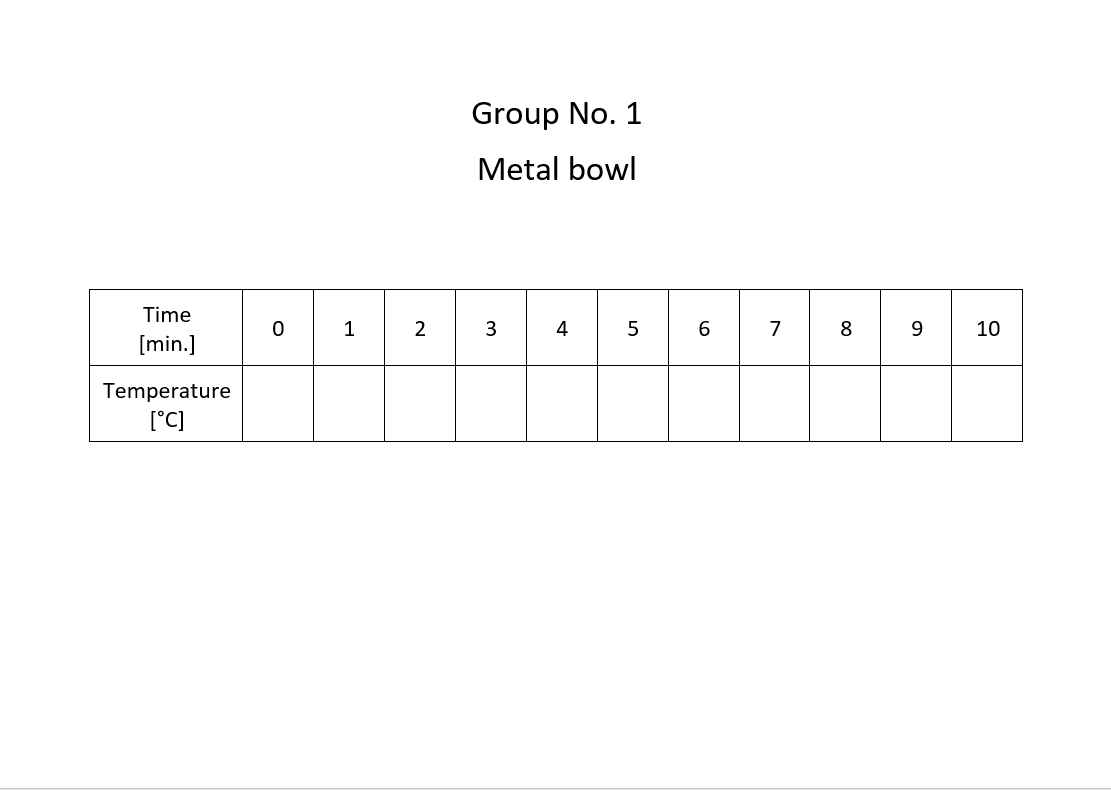 Group No. 1
Metal bowl
Time
[min.]
0 1 2 3 4 5 6 7 8 9 10
Temperature
[°C]